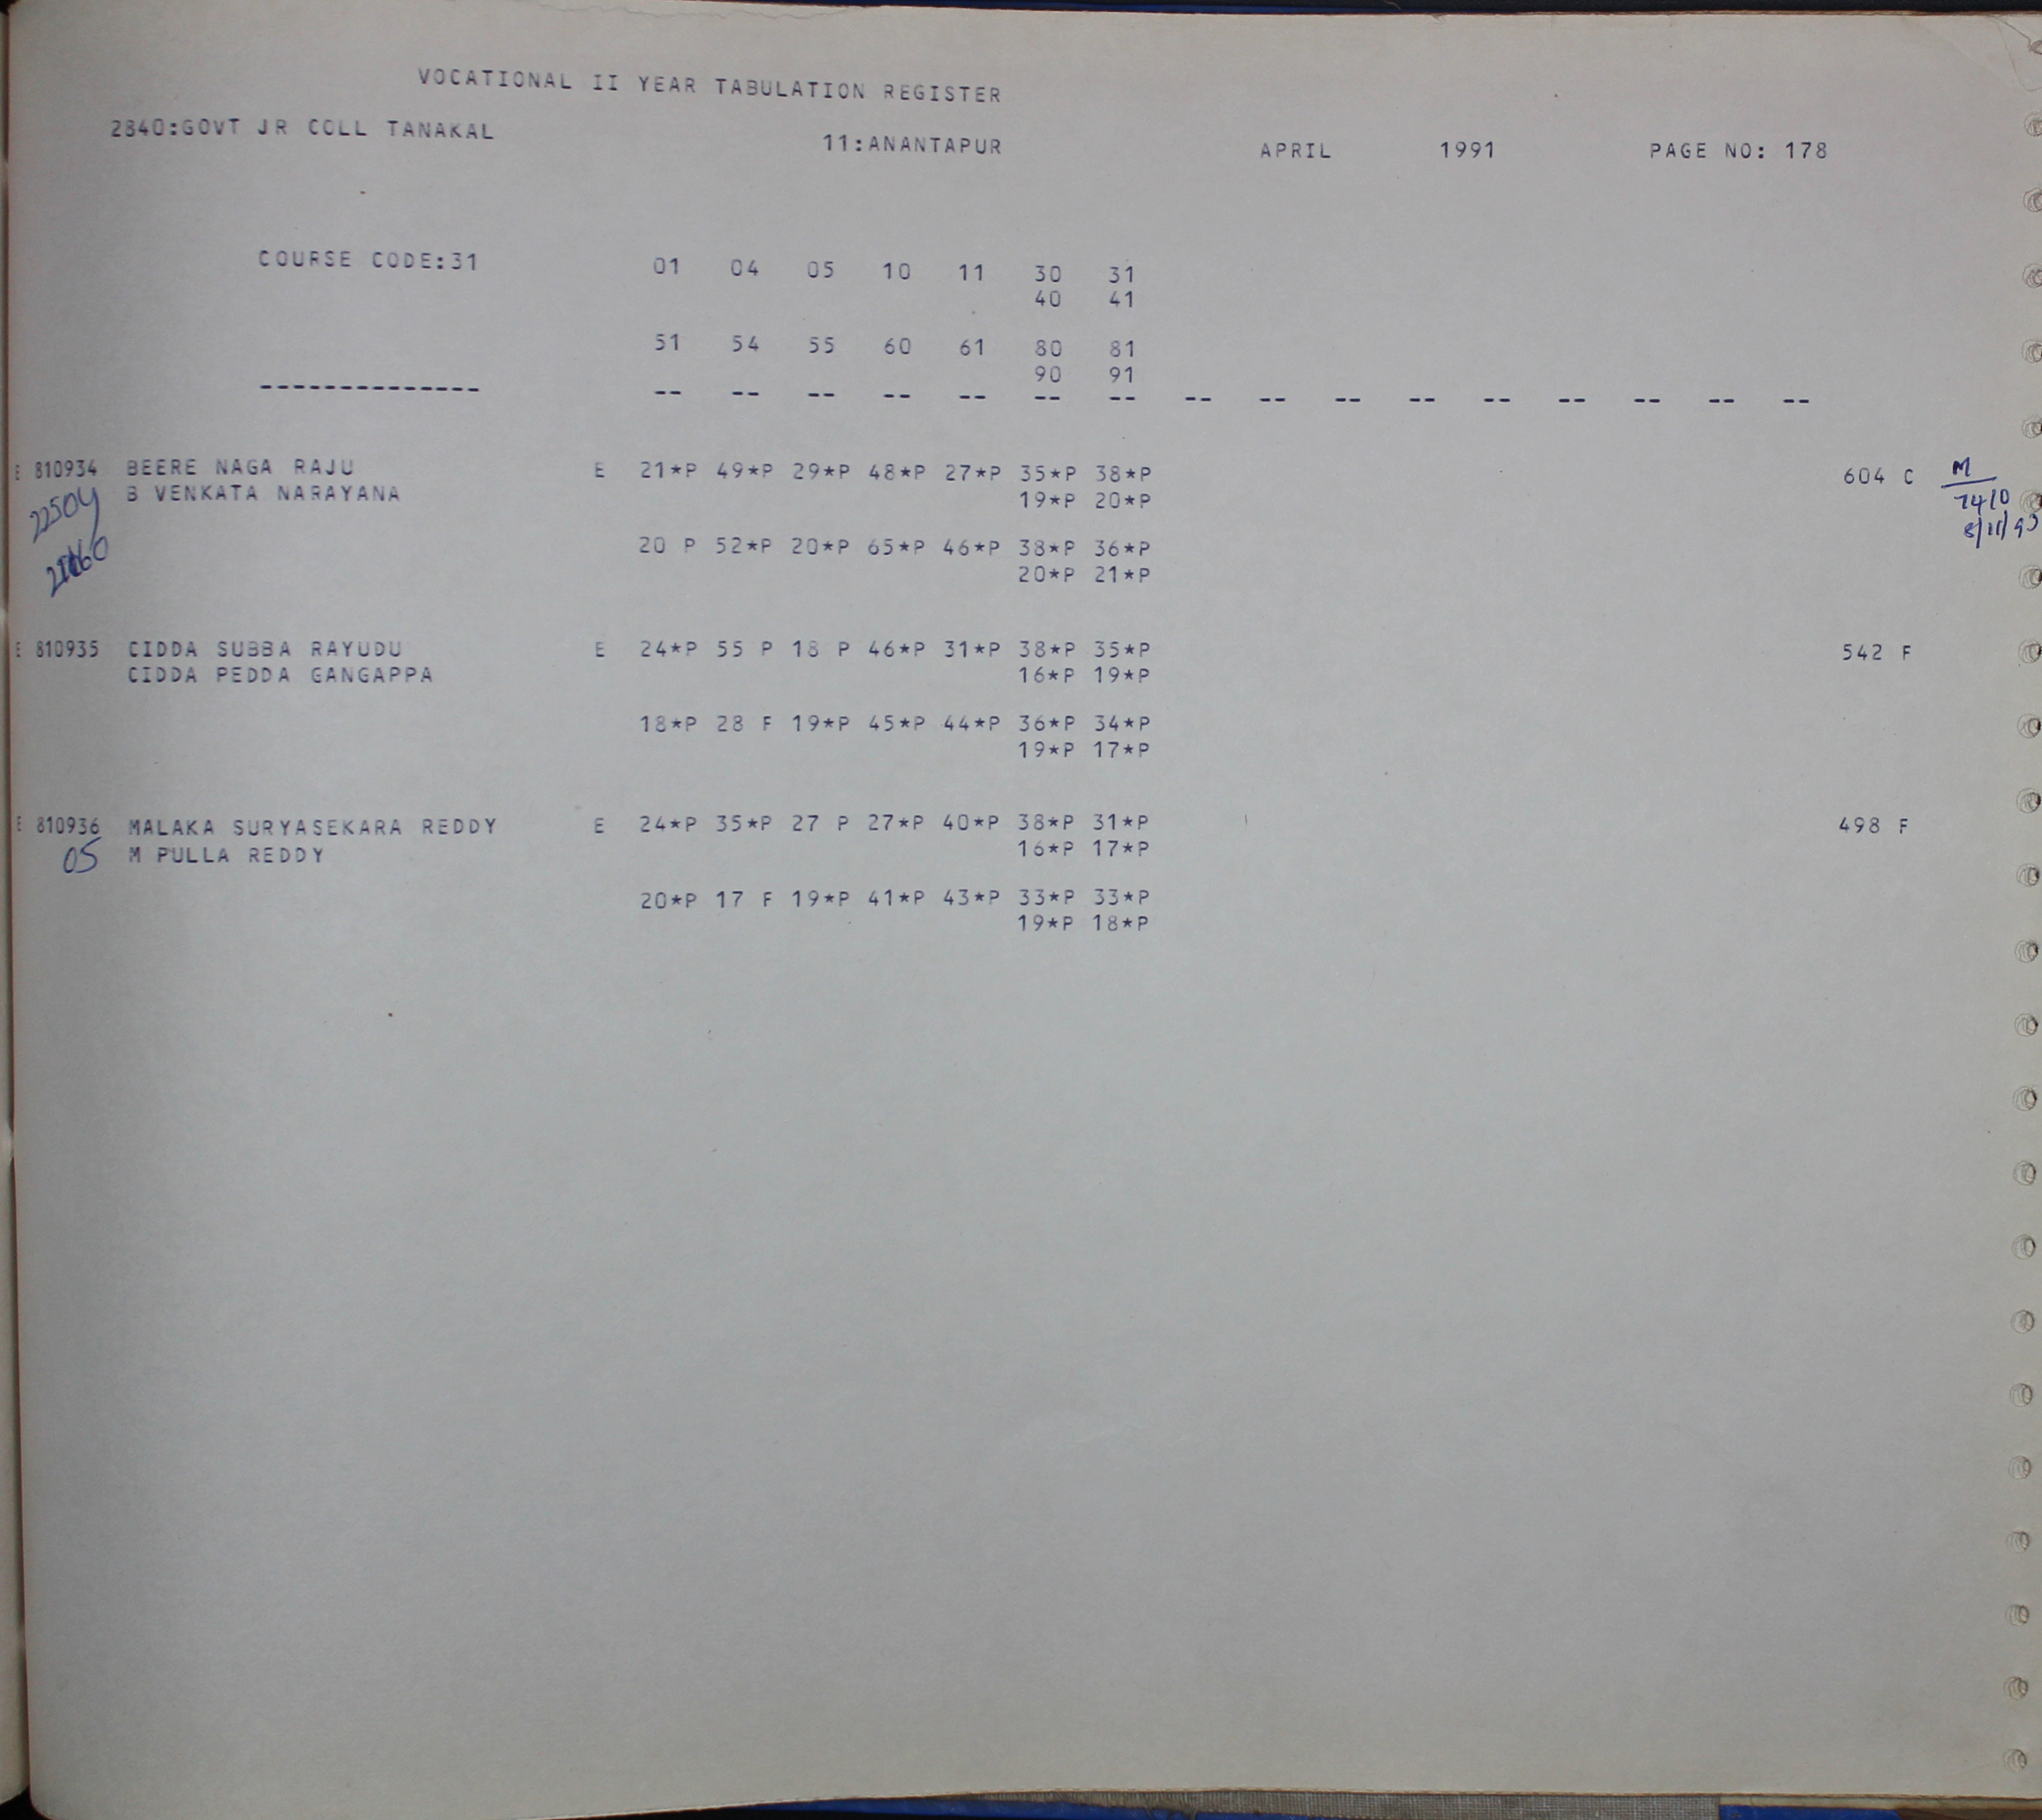 VOCATIONAL II YEAR TABULATION REGISTER
2840:GOVT JR COLL TANAKAL 11:ANANTAPUR APRIL 1991 PAGE NO: 178
COURSE CODE:31 01 04 05 10 11 30 31
40 41
51 54 55 60 61 80 81
90 91
--------------- -- -- -- -- -- -- -- -- -- -- -- -- -- -- -- --
E 810934 BEERE NAGA RAJU E 21*P 49*P 29*P 48*P 27*P 35*P 38*P 604 C M
22504 B VENKATA NARAYANA 19*P 20*P 7410
20 P 52*P 20*P 65*P 46*P 38*P 36*P
20*P 21*P
E 810935 CIDDA SUBBA RAYUDU E 24*P 55 P 18 P 46*P 31*P 38*P 35*P 542 F
CIDDA PEDDA GANGAPPA 16*P 19*P
18*P 28 F 19*P 45*P 44*P 36*P 34*P
19*P 17*P
E 810936 MALAKA SURYASEKARA REDDY E 24*P 35*P 27 P 27*P 40*P 38*P 31*P 498 F
05 M PULLA REDDY 16*P 17*P
20*P 17 F 19*P 41*P 43*P 33*P 33*P
19*P 18*P